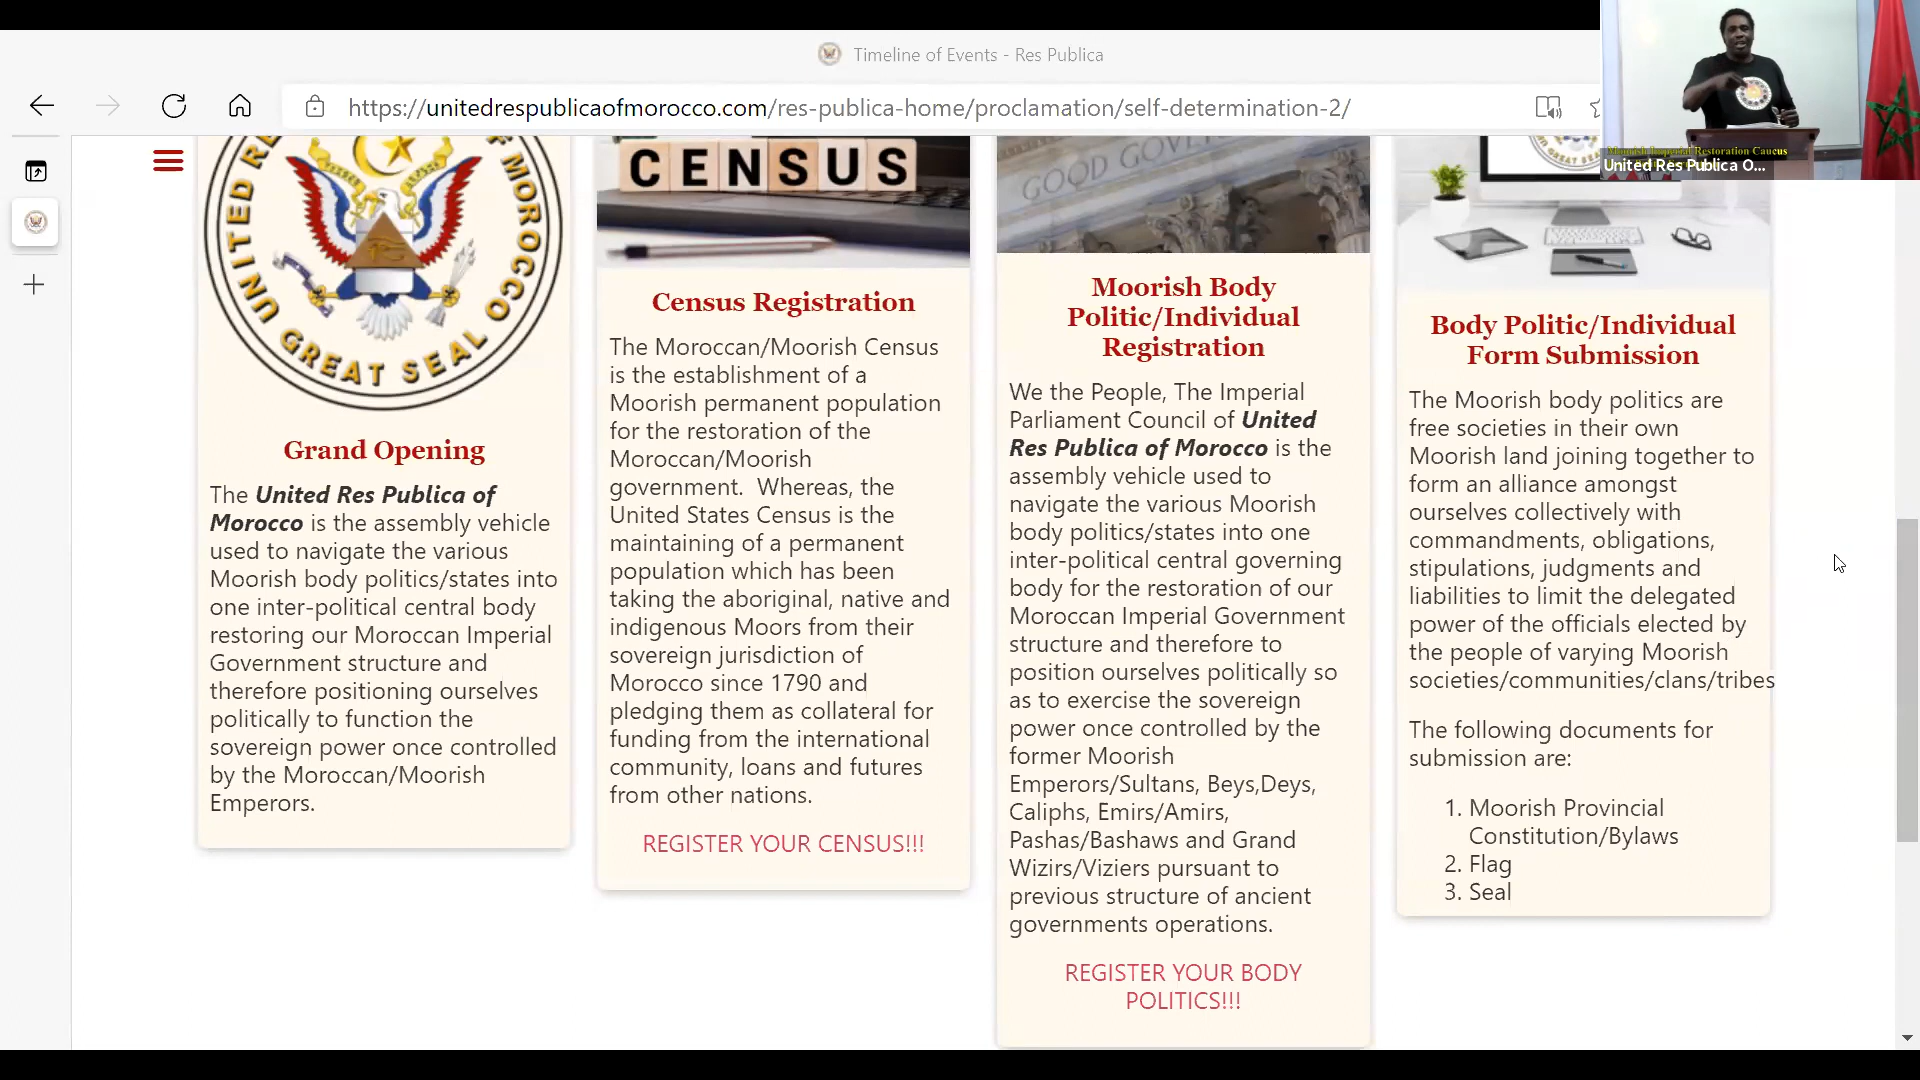 Timeline of Events - Res Publica
https://unitedrespublicaofmorocco.com/res-publica-home/proclamation/self-determination-2/
Moorish Imperial Restoration Caucus
United Res Publica O...
UNITED RE
F MOROCCO
GREAT SEAL
Grand Opening
The United Res Publica of
Morocco is the assembly vehicle
used to navigate the various
Moorish body politics/states into
one inter-political central body
restoring our Moroccan Imperial
Government structure and
therefore positioning ourselves
politically to function the
sovereign power once controlled
by the Moroccan/Moorish
Emperors.
CENSUS
Census Registration
The Moroccan/Moorish Census
is the establishment of a
Moorish permanent population
for the restoration of the
Moroccan/Moorish
government.  Whereas, the
United States Census is the
maintaining of a permanent
population which has been
taking the aboriginal, native and
indigenous Moors from their
sovereign jurisdiction of
Morocco since 1790 and
pledging them as collateral for
funding from the international
community, loans and futures
from other nations.
REGISTER YOUR CENSUS!!!
GOOD GOVE
Moorish Body
Politic/Individual
Registration
We the People, The Imperial
Parliament Council of United
Res Publica of Morocco is the
assembly vehicle used to
navigate the various Moorish
body politics/states into one
inter-political central governing
body for the restoration of our
Moroccan Imperial Government
structure and therefore to
position ourselves politically so
as to exercise the sovereign
power once controlled by the
former Moorish
Emperors/Sultans, Beys,Deys,
Caliphs, Emirs/Amirs,
Pashas/Bashaws and Grand
Wizirs/Viziers pursuant to
previous structure of ancient
governments operations.
REGISTER YOUR BODY
POLITICS!!!
Body Politic/Individual
Form Submission
The Moorish body politics are
free societies in their own
Moorish land joining together to
form an alliance amongst
ourselves collectively with
commandments, obligations,
stipulations, judgments and
liabilities to limit the delegated
power of the officials elected by
the people of varying Moorish
societies/communities/clans/tribes
The following documents for
submission are:
1. Moorish Provincial
Constitution/Bylaws
2. Flag
3. Seal